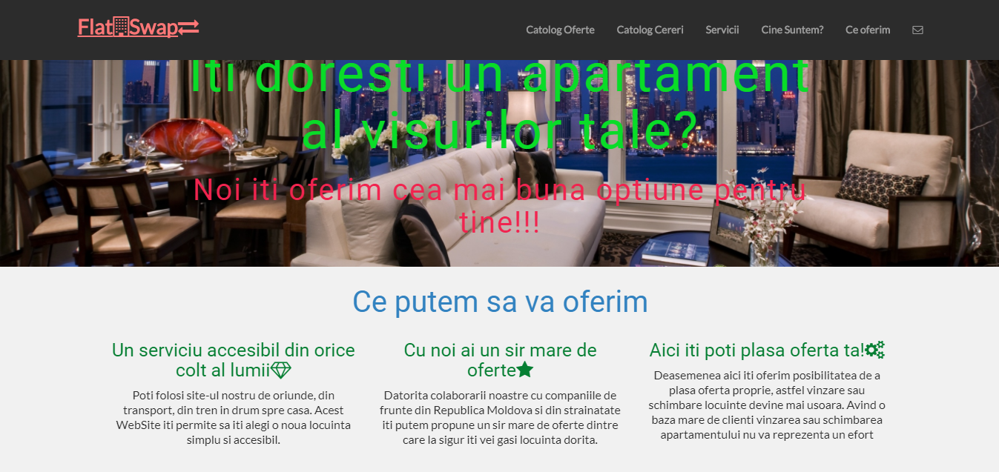 FlatSwap
Catolog Oferte Catolog Cereri Servicii Cine Suntem? Ce oferim
Iti doresti un apartament
al visurilor tale?
Noi iti oferim cea mai buna optiune pentru
tine!!!
Ce putem sa va oferim
Un serviciu accesibil din orice
colt al lumii
Poti folosi site-ul nostru de oriunde, din
transport, din tren in drum spre casa. Acest
WebSite iti permite sa iti alegi o noua locuinta
simplu si accesibil.
Cu noi ai un sir mare de
oferte
Datorita colaborarii noastre cu companiile de
frunte din Republica Moldova si din strainatate
iti putem propune un sir mare de oferte dintre
care la sigur iti vei gasi locuinta dorita.
Aici iti poti plasa oferta ta!
Deasemenea aici iti oferim posibilitatea de a
plasa oferta proprie, astfel vinzare sau
schimbare locuinte devine mai usoara. Avind o
baza mare de clienti vinzarea sau schimbarea
apartamentului nu va reprezenta un efort